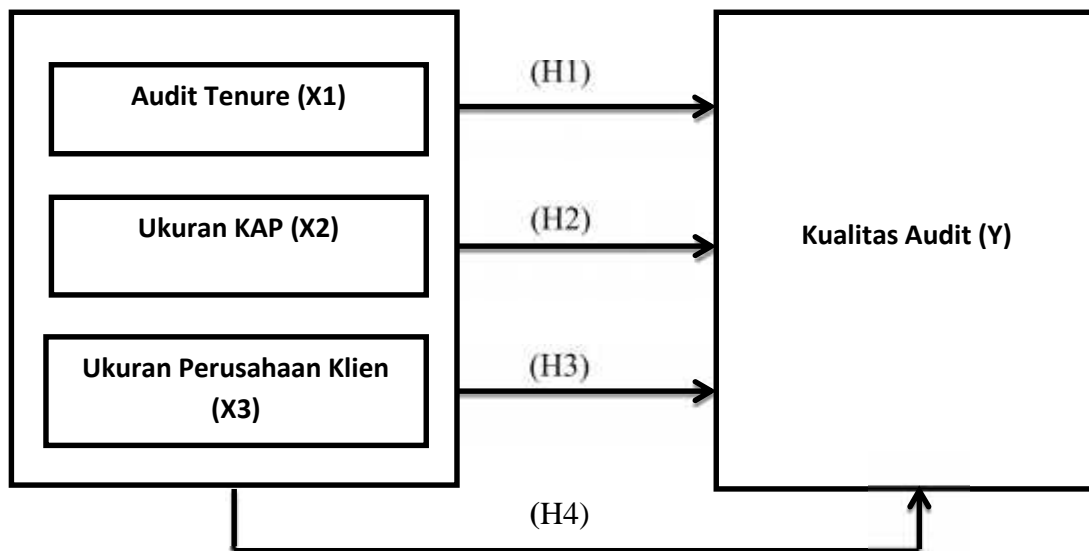 Audit Tenure (X1)
(H1)
Ukuran KAP (X2)
(H2)
Kualitas Audit (Y)
Ukuran Perusahaan Klien
(X3)
(H3)
(H4)